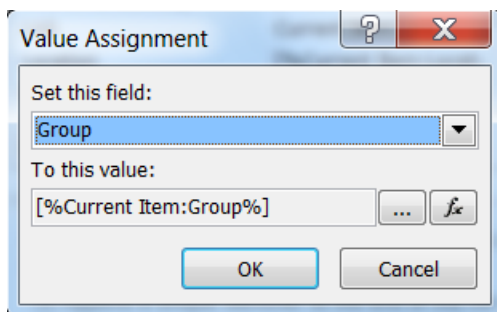 Value Assignment
?
X
Set this field:
Group
To this value:
[%Current Item:Group%]
... fx
OK Cancel